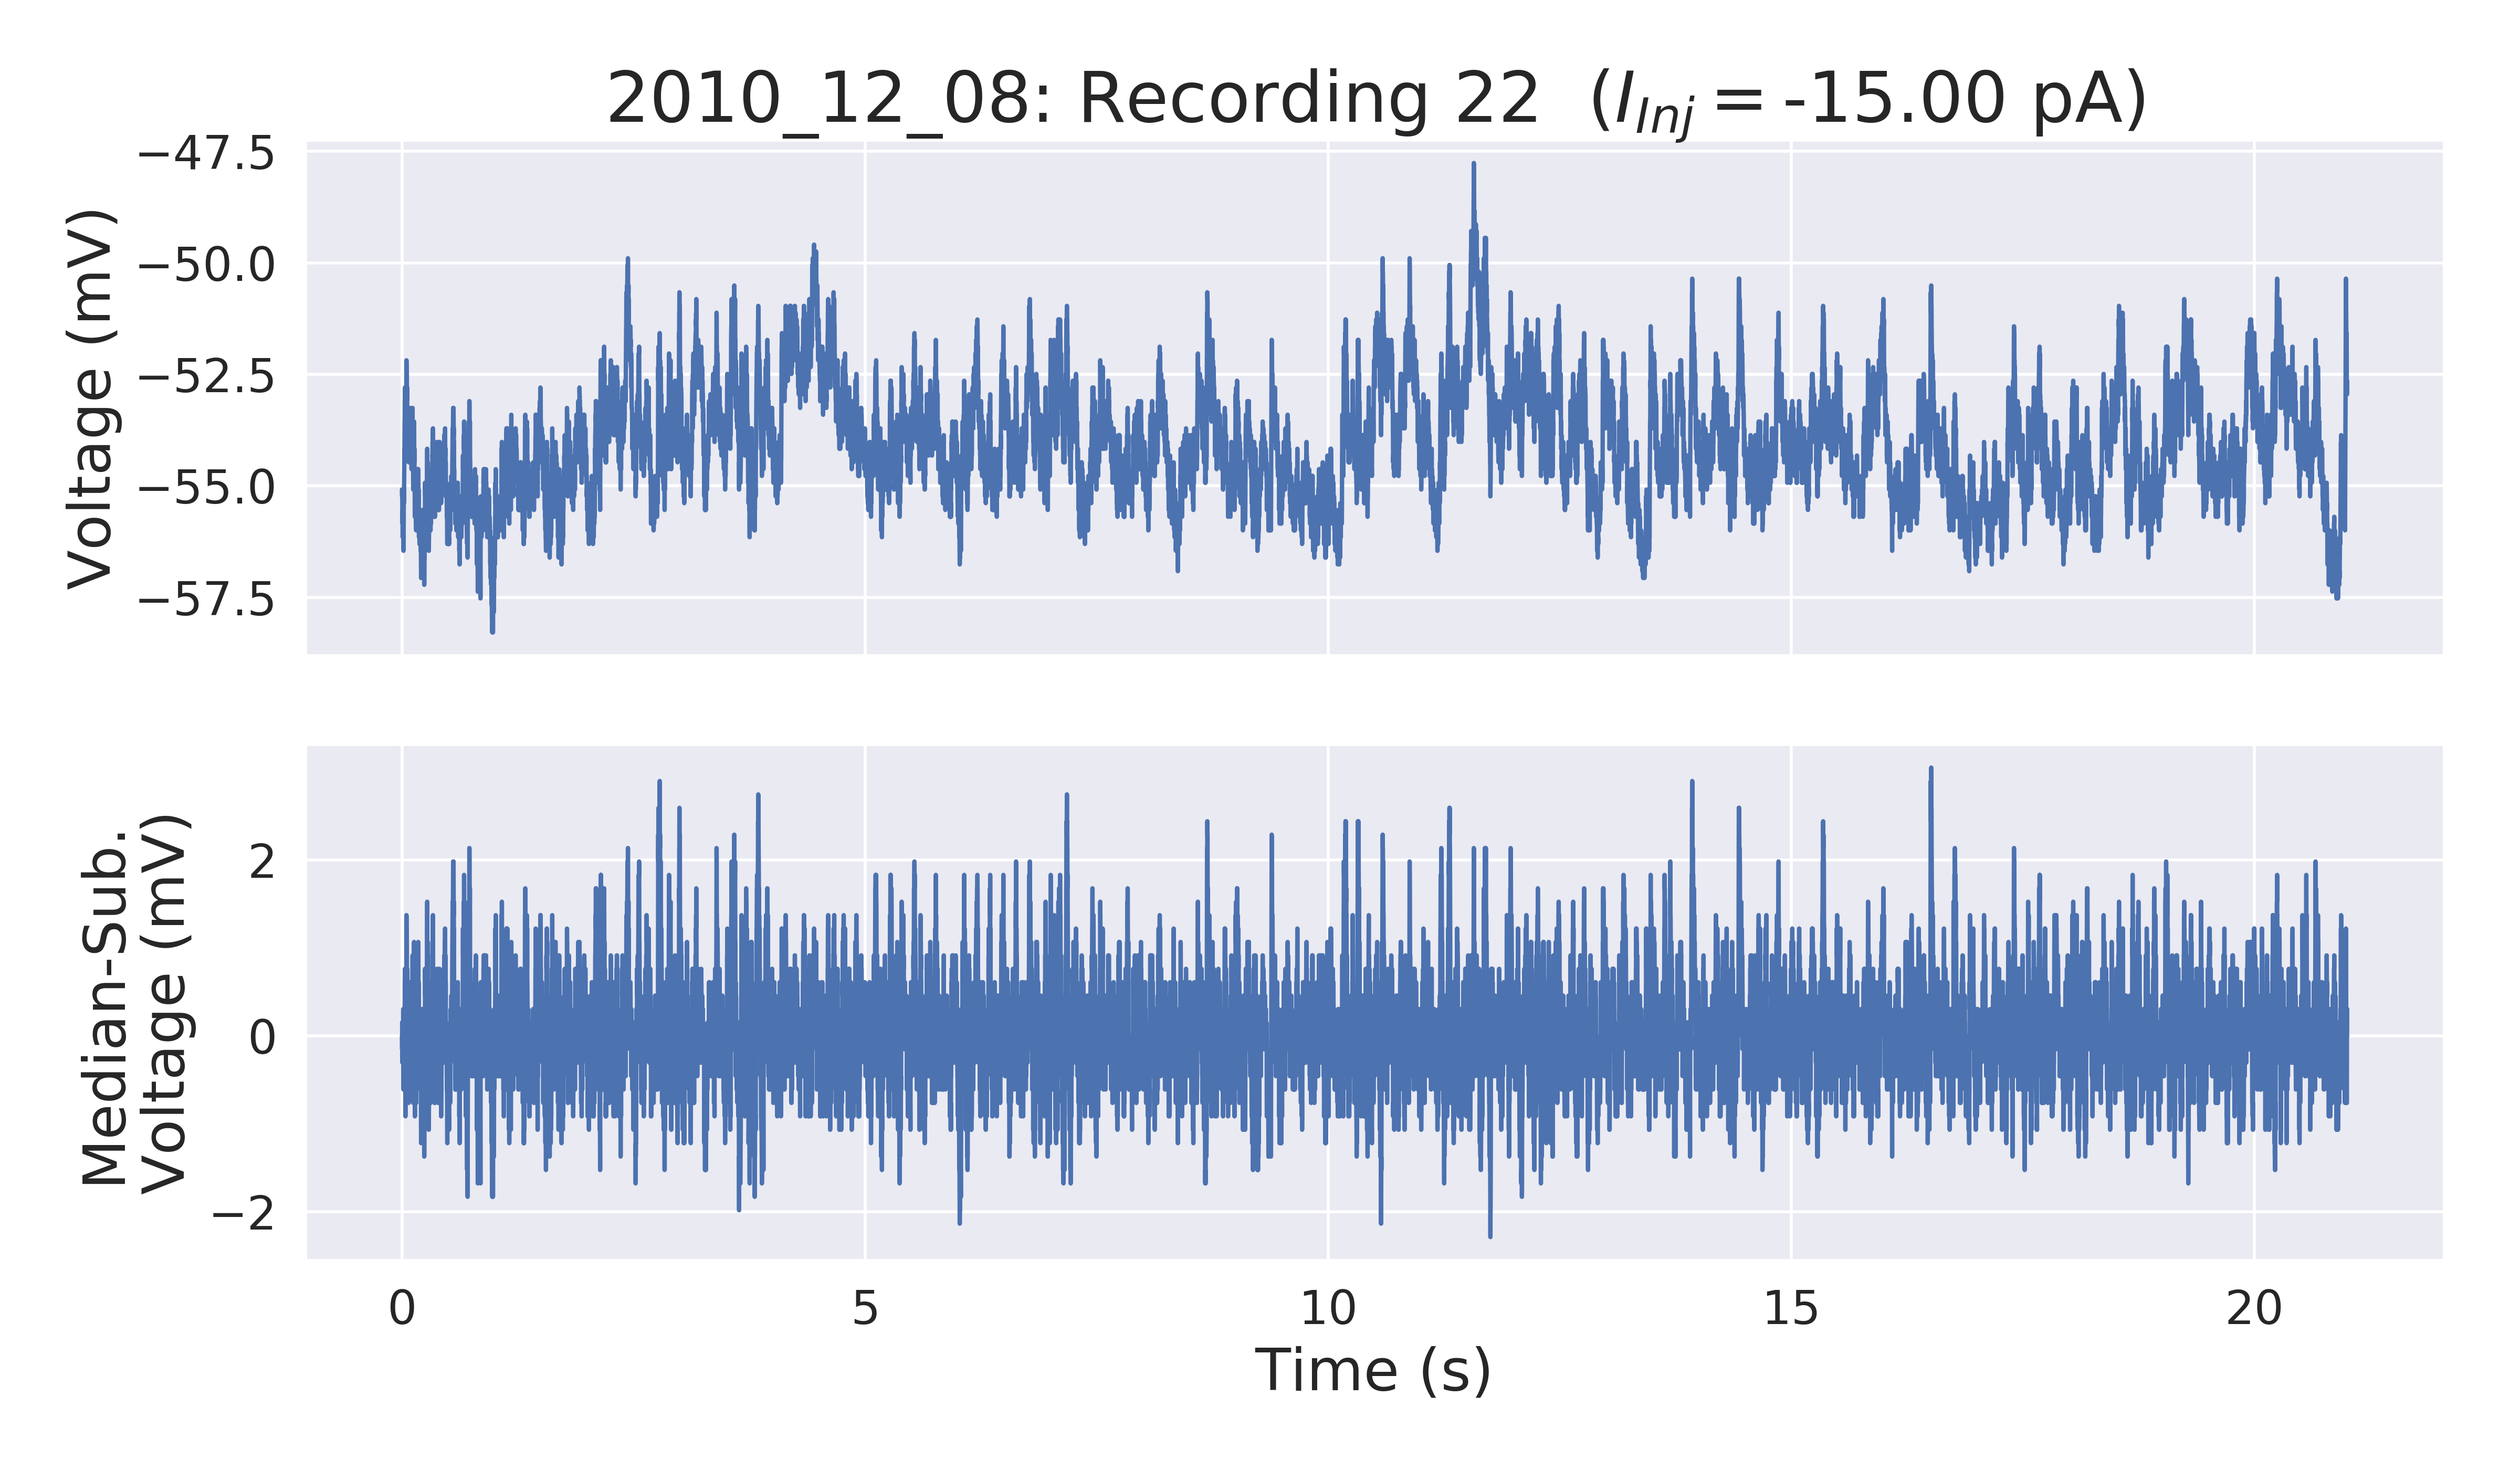 2010_12_08: Recording 22 (I_Inj = -15.00 pA)
Voltage (mV)
−47.5
−50.0
−52.5
−55.0
−57.5
Median-Sub.
Voltage (mV)
2
0
−2
0 5 10 15 20
Time (s)